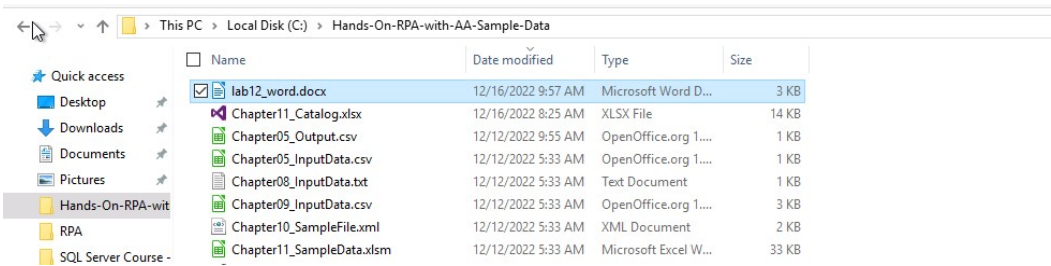 This PC > Local Disk (C:) > Hands-On-RPA-with-AA-Sample-Data
Name Date modified Type Size
Quick access
Desktop
Downloads
Documents
Pictures
Hands-On-RPA-wit
RPA
SQL Server Course -
lab12_word.docx 12/16/2022 9:57 AM Microsoft Word D... 3 KB
Chapter11_Catalog.xlsx 12/16/2022 8:25 AM XLSX File 14 KB
Chapter05_Output.csv 12/12/2022 9:55 AM OpenOffice.org 1.... 1 KB
Chapter05_InputData.csv 12/12/2022 5:33 AM OpenOffice.org 1.... 1 KB
Chapter08_InputData.txt 12/12/2022 5:33 AM Text Document 1 KB
Chapter09_InputData.csv 12/12/2022 5:33 AM OpenOffice.org 1.... 3 KB
Chapter10_SampleFile.xml 12/12/2022 5:33 AM XML Document 2 KB
Chapter11_SampleData.xlsm 12/12/2022 5:33 AM Microsoft Excel W... 33 KB